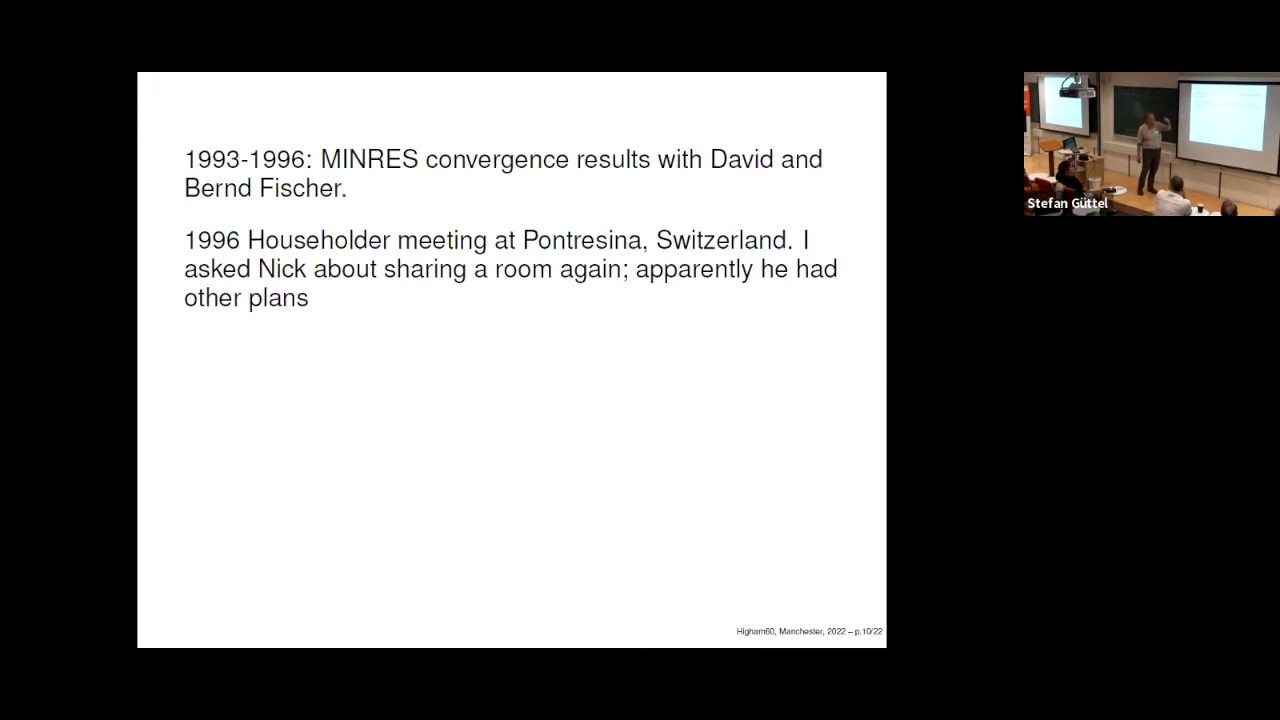 1993-1996: MINRES convergence results with David and
Bernd Fischer.
1996 Householder meeting at Pontresina, Switzerland. I
asked Nick about sharing a room again; apparently he had
other plans
Higham60, Manchester, 2022 – p.10/22
Stefan Güttel